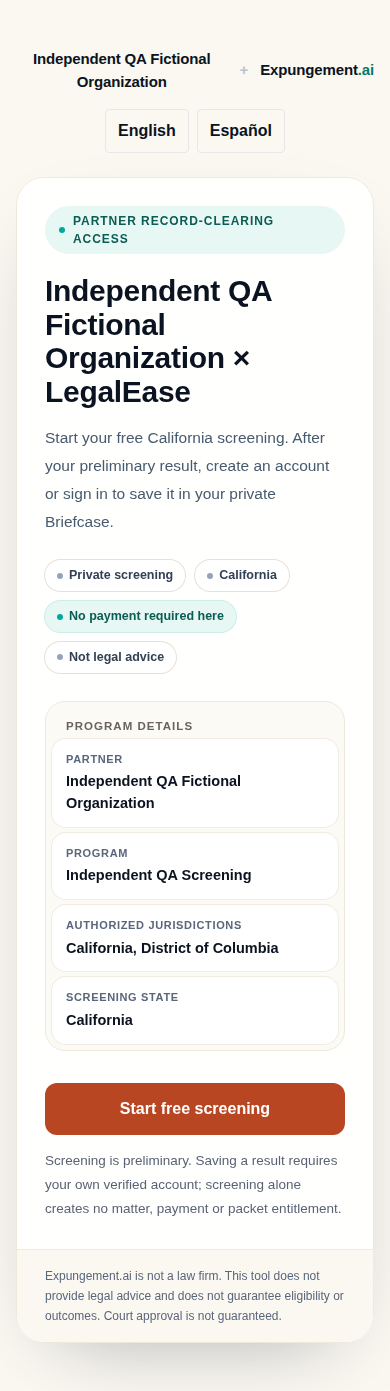 Independent QA Fictional
Organization
+ Expungement.ai
English Español
PARTNER RECORD-CLEARING
ACCESS
Independent QA
Fictional
Organization ×
LegalEase
Start your free California screening. After
your preliminary result, create an account
or sign in to save it in your private
Briefcase.
Private screening California
No payment required here
Not legal advice
PROGRAM DETAILS
PARTNER
Independent QA Fictional
Organization
PROGRAM
Independent QA Screening
AUTHORIZED JURISDICTIONS
California, District of Columbia
SCREENING STATE
California
Start free screening
Screening is preliminary. Saving a result requires
your own verified account; screening alone
creates no matter, payment or packet entitlement.
Expungement.ai is not a law firm. This tool does not
provide legal advice and does not guarantee eligibility or
outcomes. Court approval is not guaranteed.